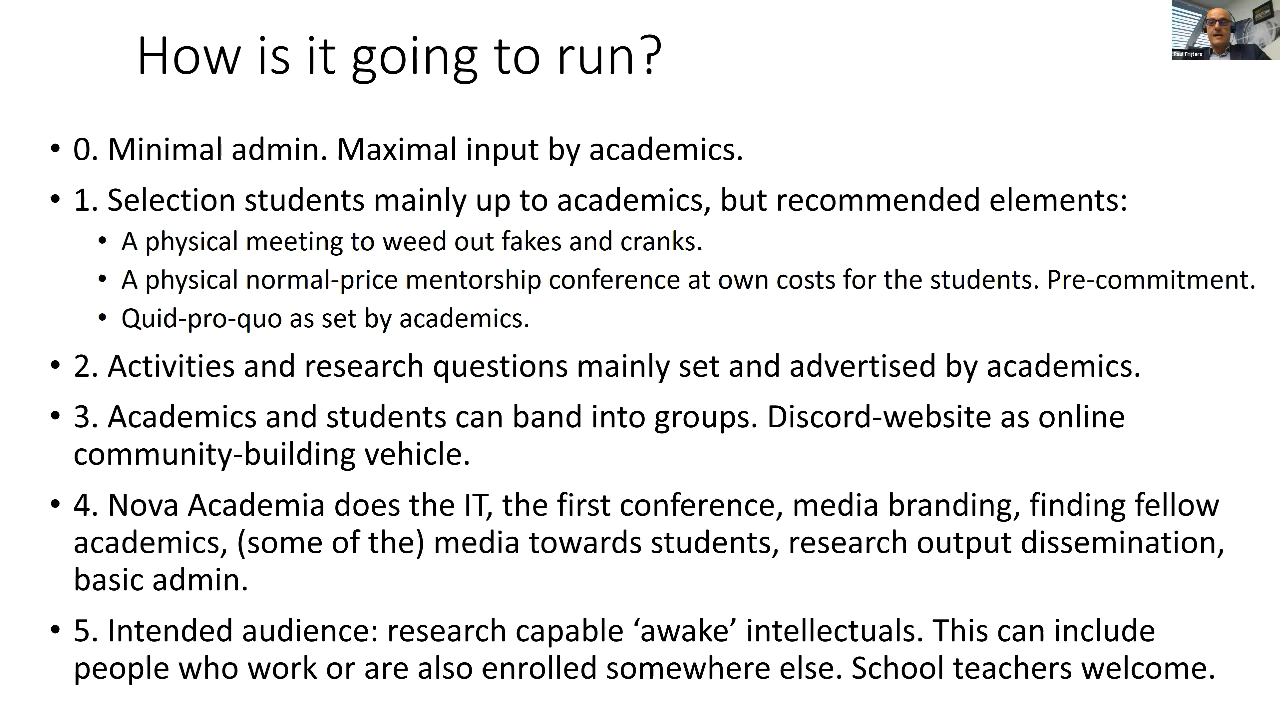 How is it going to run?
• 0. Minimal admin. Maximal input by academics.
• 1. Selection students mainly up to academics, but recommended elements:
• A physical meeting to weed out fakes and cranks.
• A physical normal-price mentorship conference at own costs for the students. Pre-commitment.
• Quid-pro-quo as set by academics.
• 2. Activities and research questions mainly set and advertised by academics.
• 3. Academics and students can band into groups. Discord-website as online
community-building vehicle.
• 4. Nova Academia does the IT, the first conference, media branding, finding fellow
academics, (some of the) media towards students, research output dissemination,
basic admin.
• 5. Intended audience: research capable ‘awake’ intellectuals. This can include
people who work or are also enrolled somewhere else. School teachers welcome.